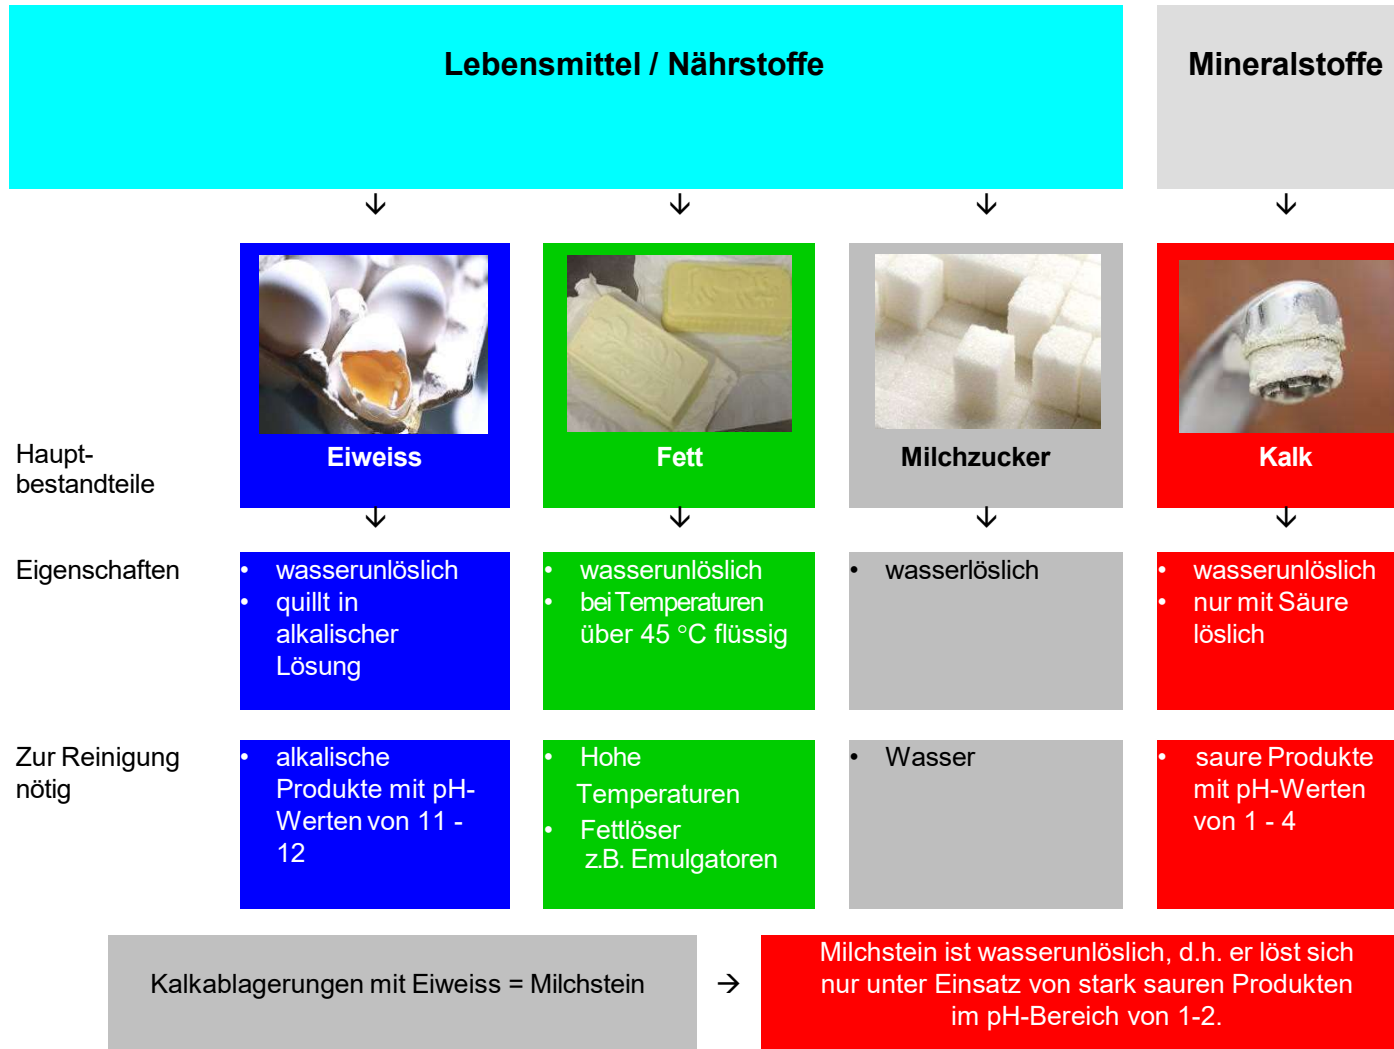 Lebensmittel / Nährstoffe
Mineralstoffe
Haupt-
bestandteile
Eiweiss
Fett
Milchzucker
Kalk
Eigenschaften
• wasserunlöslich
• quillt in
alkalischer
Lösung
• wasserunlöslich
• bei Temperaturen
über 45 °C flüssig
• wasserlöslich
• wasserunlöslich
• nur mit Säure
löslich
Zur Reinigung
nötig
• alkalische
Produkte mit pH-
Werten von 11 -
12
• Hohe
Temperaturen
• Fettlöser
z.B. Emulgatoren
• Wasser
• saure Produkte
mit pH-Werten
von 1 - 4
Kalkablagerungen mit Eiweiss = Milchstein
→
Milchstein ist wasserunlöslich, d.h. er löst sich
nur unter Einsatz von stark sauren Produkten
im pH-Bereich von 1-2.